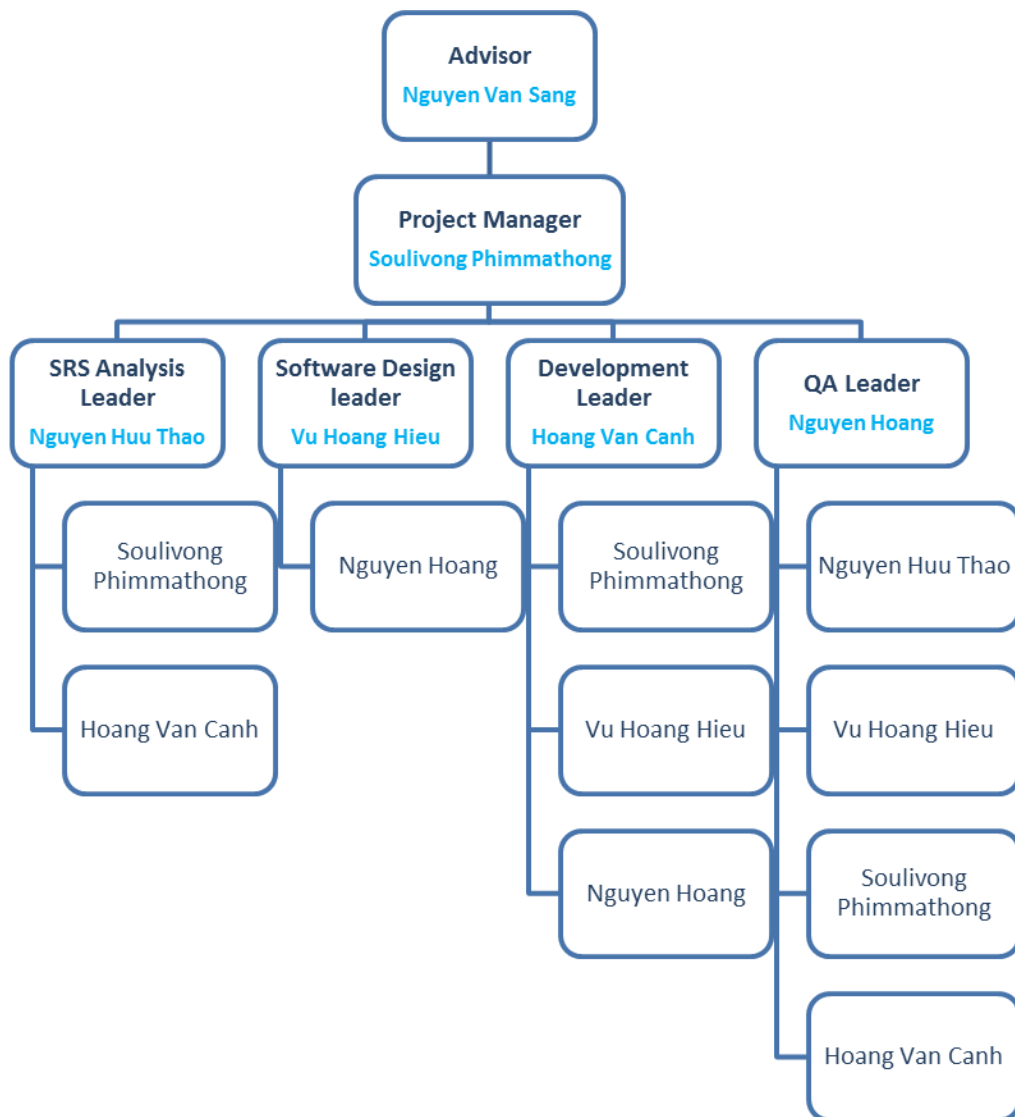 Advisor
Nguyen Van Sang
Project Manager
Soulivong Phimmathong
SRS Analysis
Leader
Nguyen Huu Thao
Software Design
leader
Vu Hoang Hieu
Development
Leader
Hoang Van Canh
QA Leader
Nguyen Hoang
Soulivong
Phimmathong
Hoang Van Canh
Nguyen Hoang
Soulivong
Phimmathong
Vu Hoang Hieu
Nguyen Hoang
Nguyen Huu Thao
Vu Hoang Hieu
Soulivong
Phimmathong
Hoang Van Canh